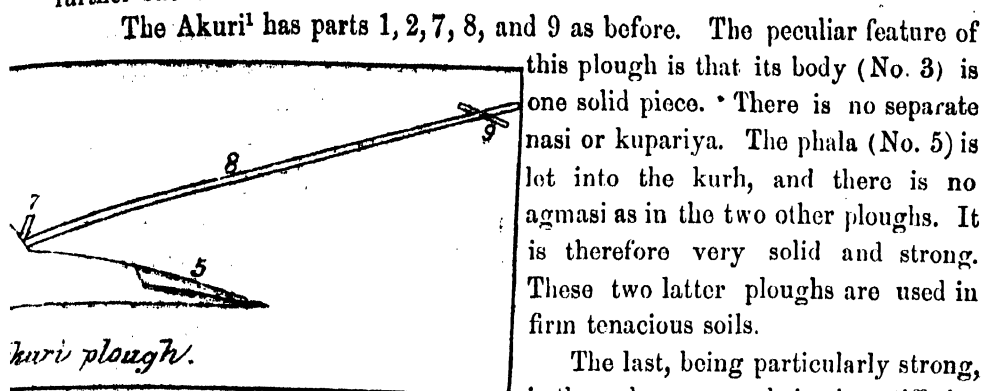 The Akuri¹ has parts 1, 2, 7, 8, and 9 as before. The peculiar feature of
this plough is that its body (No. 3) is
one solid piece. There is no separate
nasi or kupariya. The phala (No. 5) is
let into the kurh, and there is no
agmasi as in the two other ploughs. It
is therefore very solid and strong.
These two latter ploughs are used in
firm tenacious soils.
The last, being particularly strong,
9
8
7
5
kuri plough.